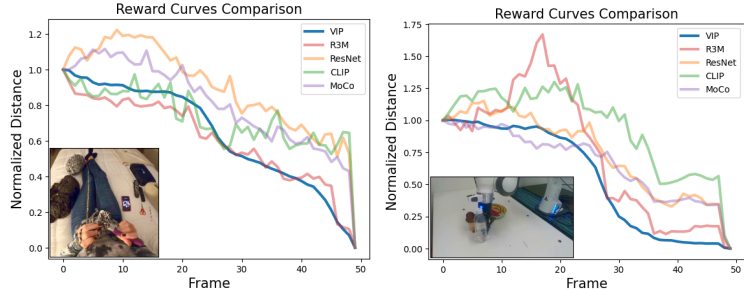 Reward Curves Comparison
Normalized Distance
1.2
1.0
0.8
0.6
0.4
0.2
0.0
VIP
R3M
ResNet
CLIP
MoCo
0 10 20 30 40 50
Frame
Reward Curves Comparison
Normalized Distance
1.75
1.50
1.25
1.00
0.75
0.50
0.25
0.00
VIP
R3M
ResNet
CLIP
MoCo
0 10 20 30 40 50
Frame